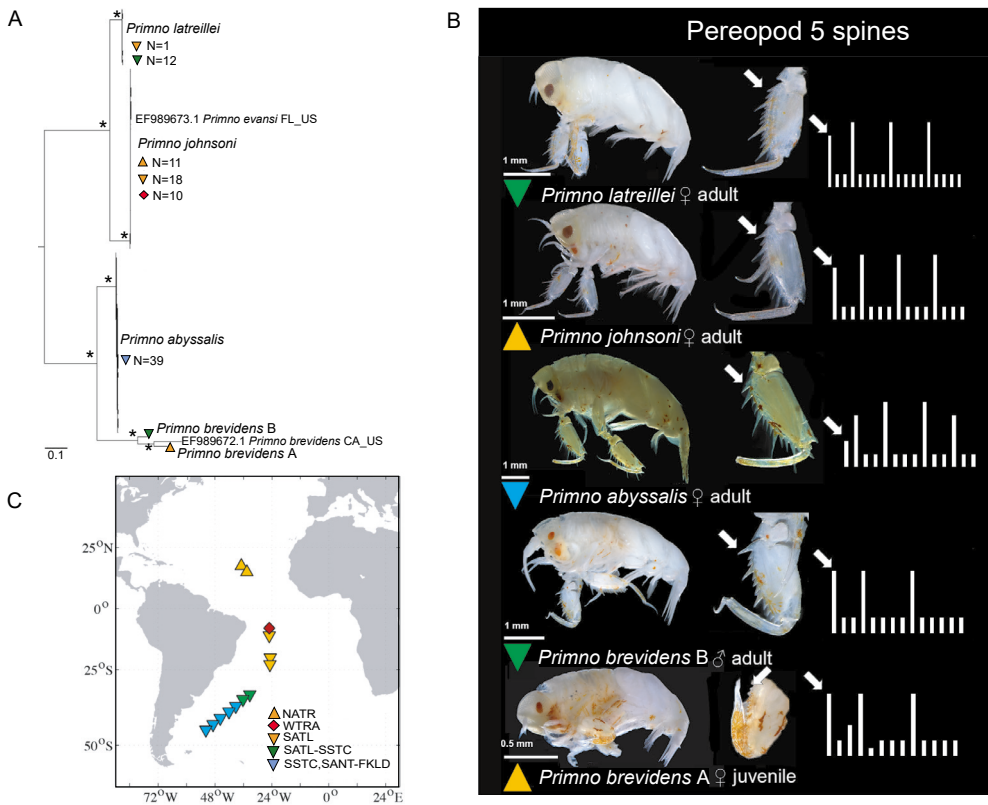 A
*
Primno latreillei
N=1
N=12
*
EF989673.1 Primno evansi FL_US
Primno johnsoni
N=11
N=18
N=10
*
*
Primno abyssalis
N=39
*
*
Primno brevidens B
EF989672.1 Primno brevidens CA_US
*
Primno brevidens A
0.1
B
Pereopod 5 spines
1 mm
Primno latreillei ♀ adult
1 mm
Primno johnsoni ♀ adult
1 mm
Primno abyssalis ♀ adult
1 mm
Primno brevidens B ♂ adult
0.5 mm
Primno brevidens A ♀ juvenile
C
25°N
0°
25°S
50°S
72°W 48°W 24°W 0° 24°E
NATR
WTRA
SATL
SATL-SSTC
SSTC,SANT-FKLD